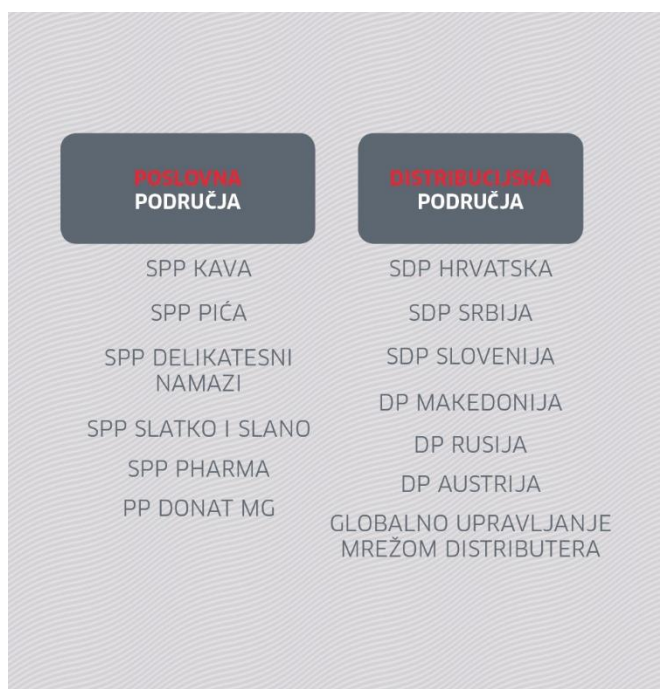 POSLOVNA
PODRUČJA
SPP KAVA
SPP PIĆA
SPP DELIKATESNI
NAMAZI
SPP SLATKO I SLANO
SPP PHARMA
PP DONAT MG
DISTRIBUCIJSKA
PODRUČJA
SDP HRVATSKA
SDP SRBIJA
SDP SLOVENIJA
DP MAKEDONIJA
DP RUSIJA
DP AUSTRIJA
GLOBALNO UPRAVLJANJE
MREŽOM DISTRIBUTERA